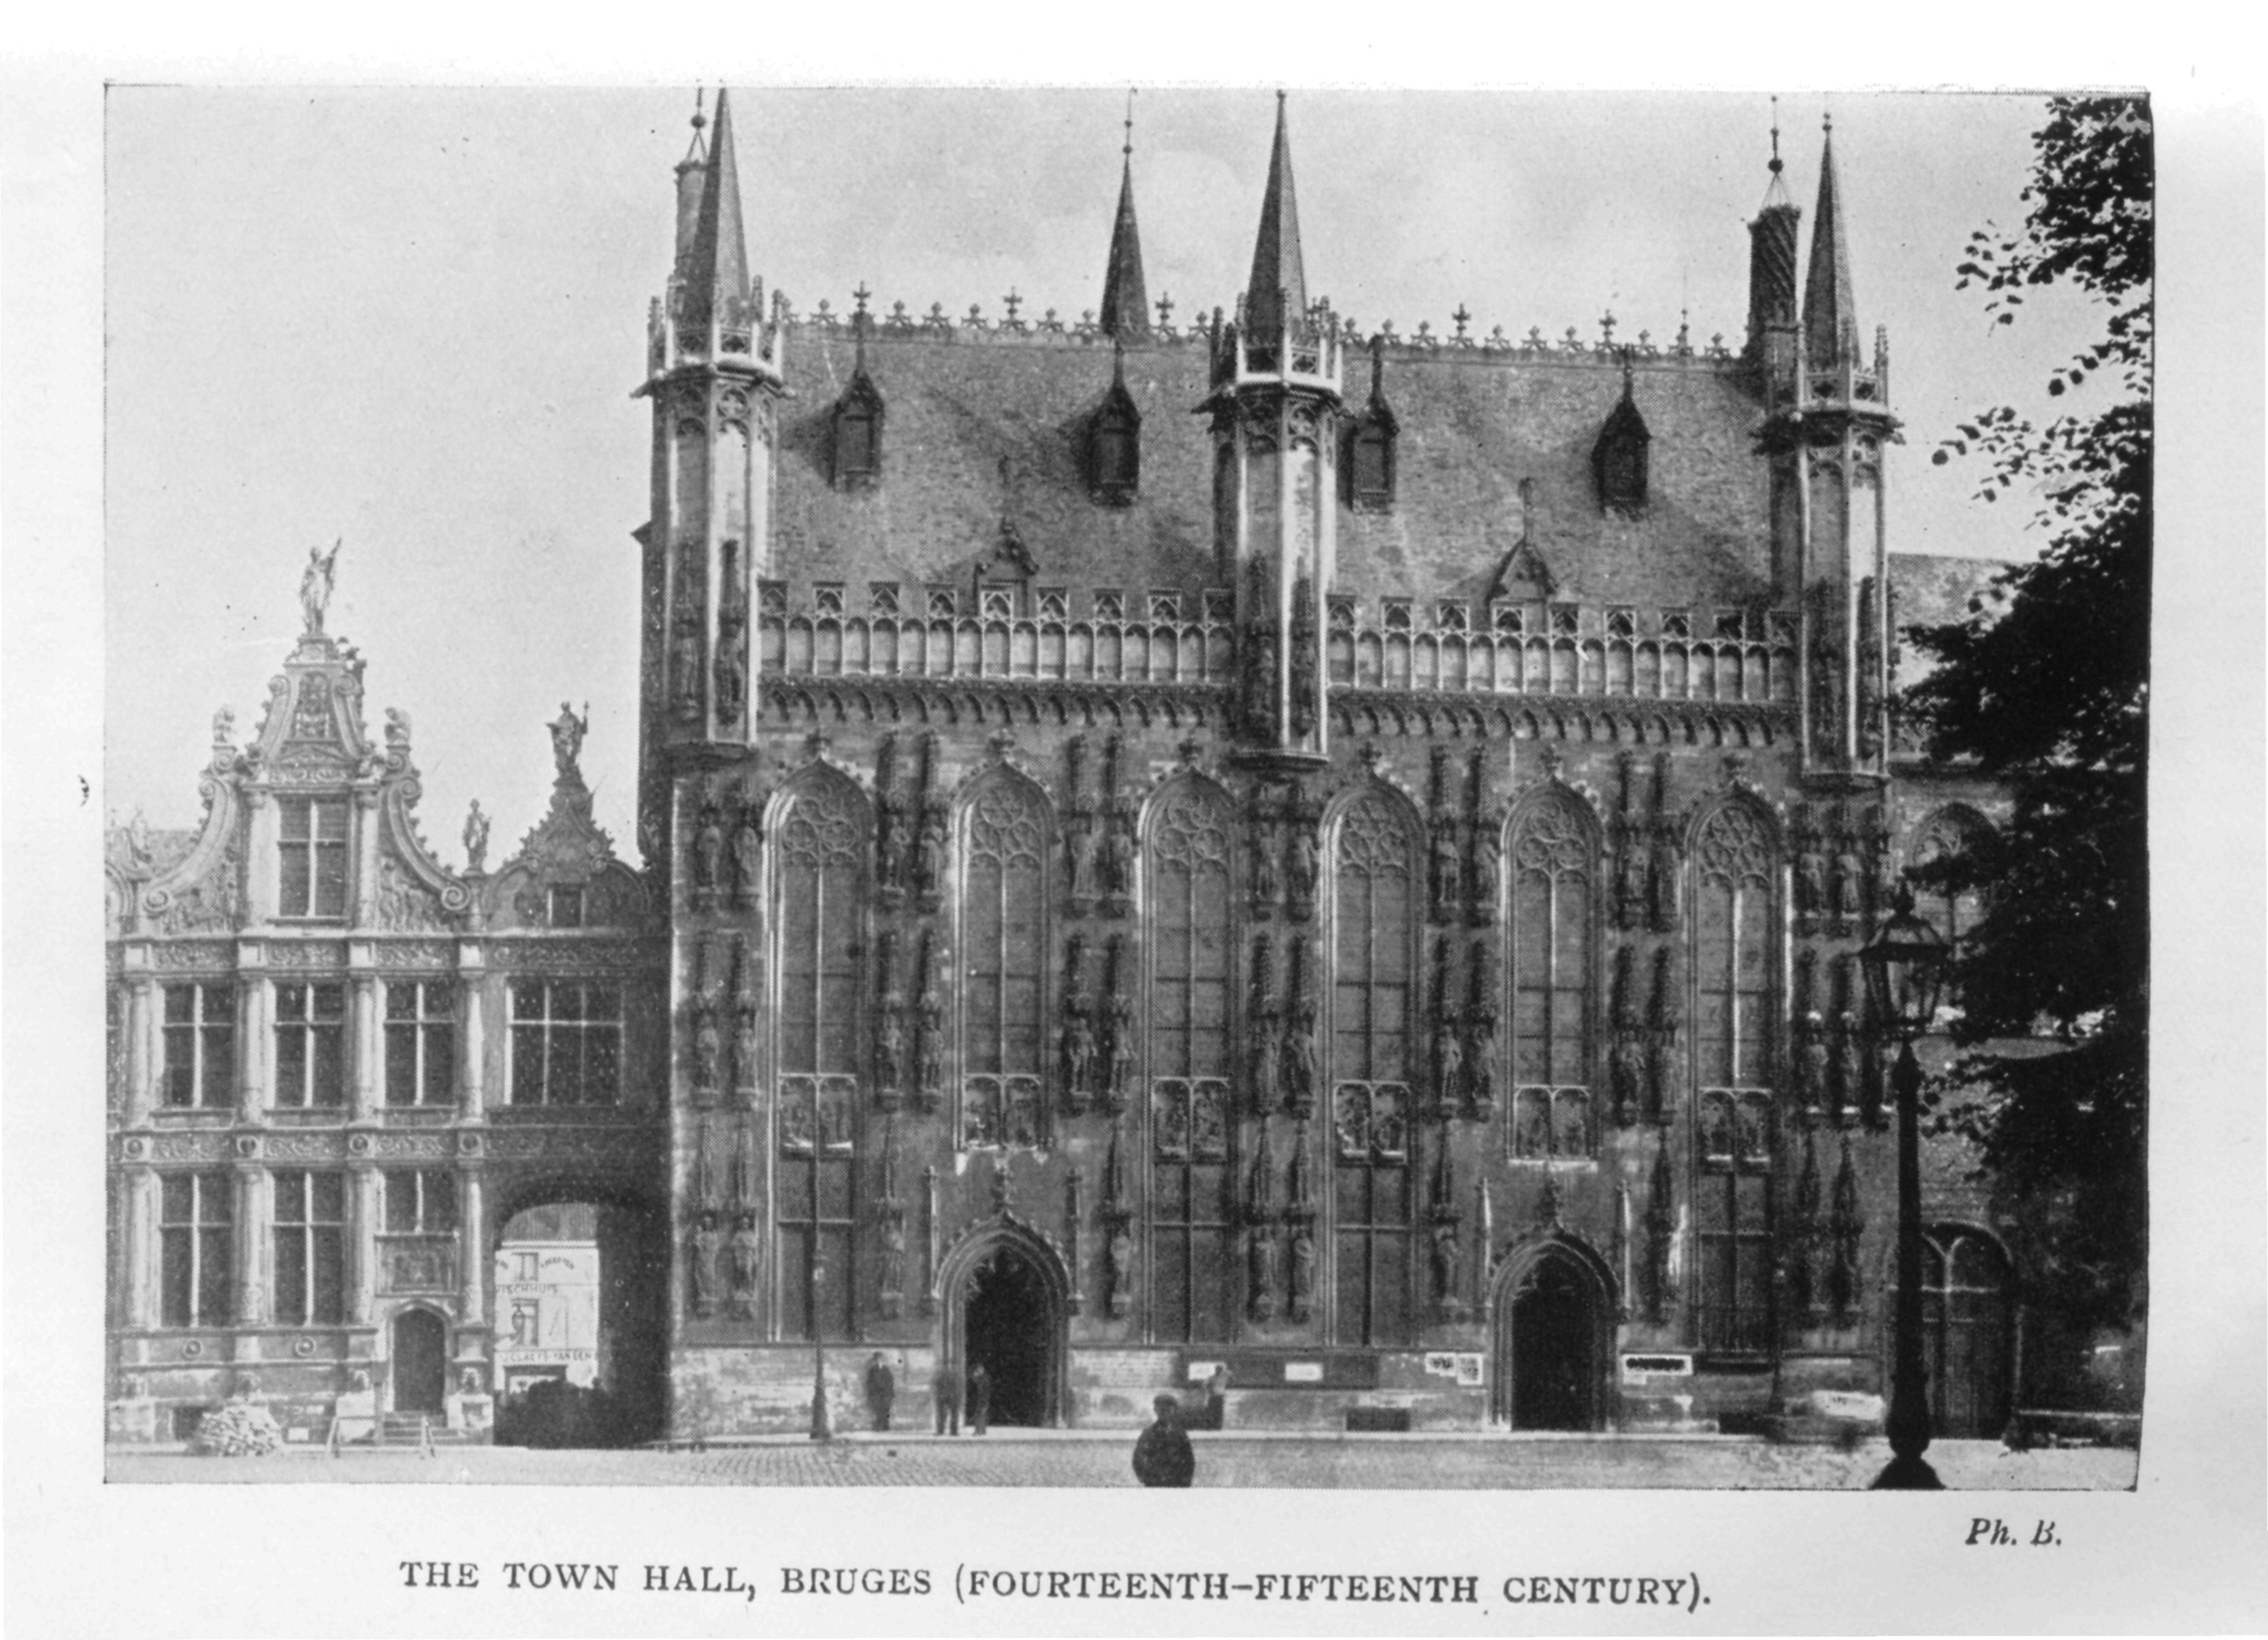 Ph. B.
THE TOWN HALL, BRUGES (FOURTEENTH–FIFTEENTH CENTURY).